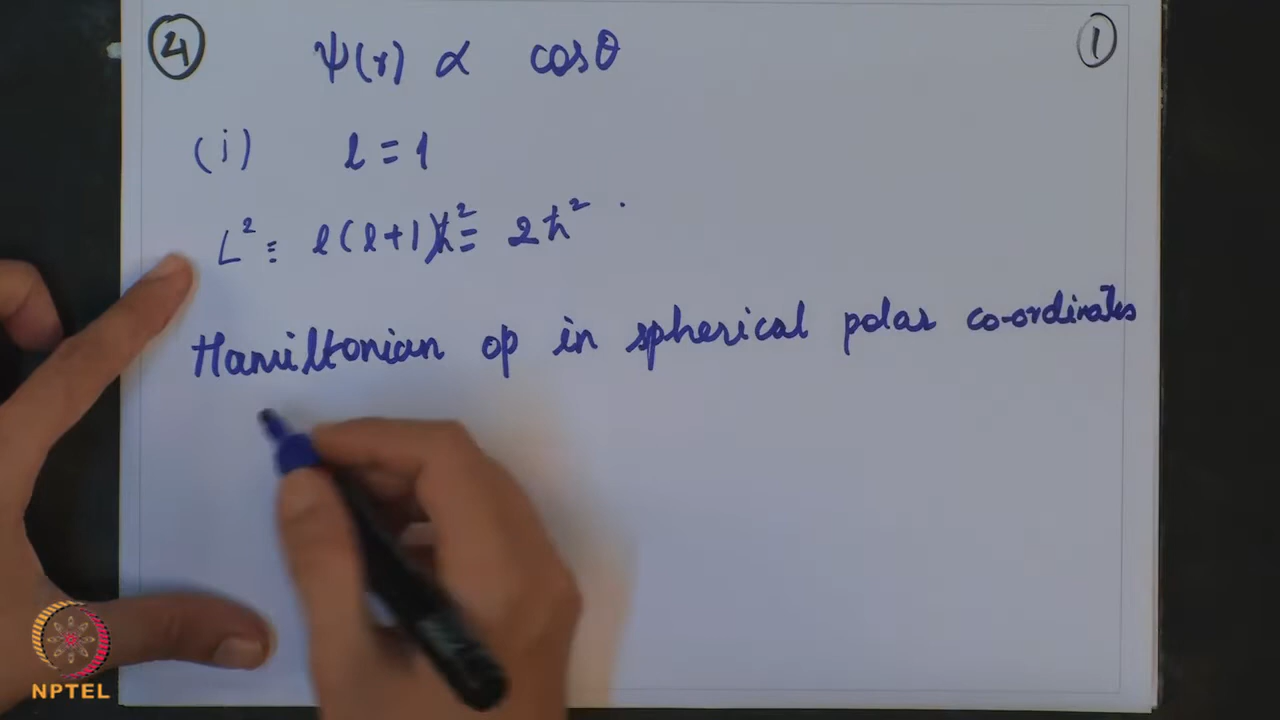 ④ ψ(r) ∝ cosθ ①
(i) l = 1
L² = l(l+1)ħ² = 2ħ².
Hamiltonian op in spherical polar co-ordinates
NPTEL